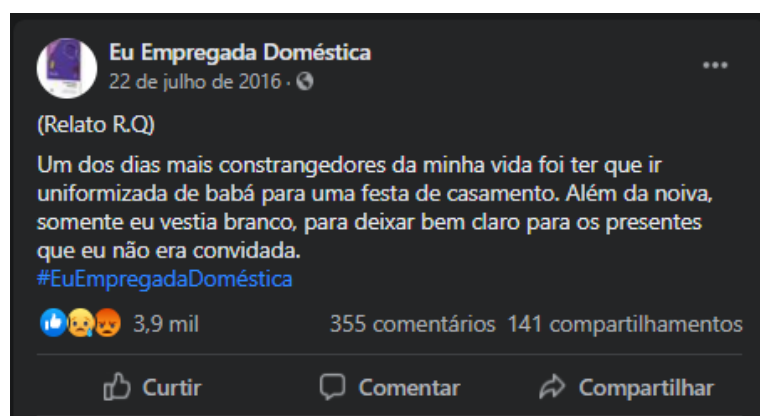 Eu Empregada Doméstica
22 de julho de 2016 ·
(Relato R.Q)
Um dos dias mais constrangedores da minha vida foi ter que ir
uniformizada de babá para uma festa de casamento. Além da noiva,
somente eu vestia branco, para deixar bem claro para os presentes
que eu não era convidada.
#EuEmpregadaDoméstica
3,9 mil 355 comentários 141 compartilhamentos
Curtir Comentar Compartilhar